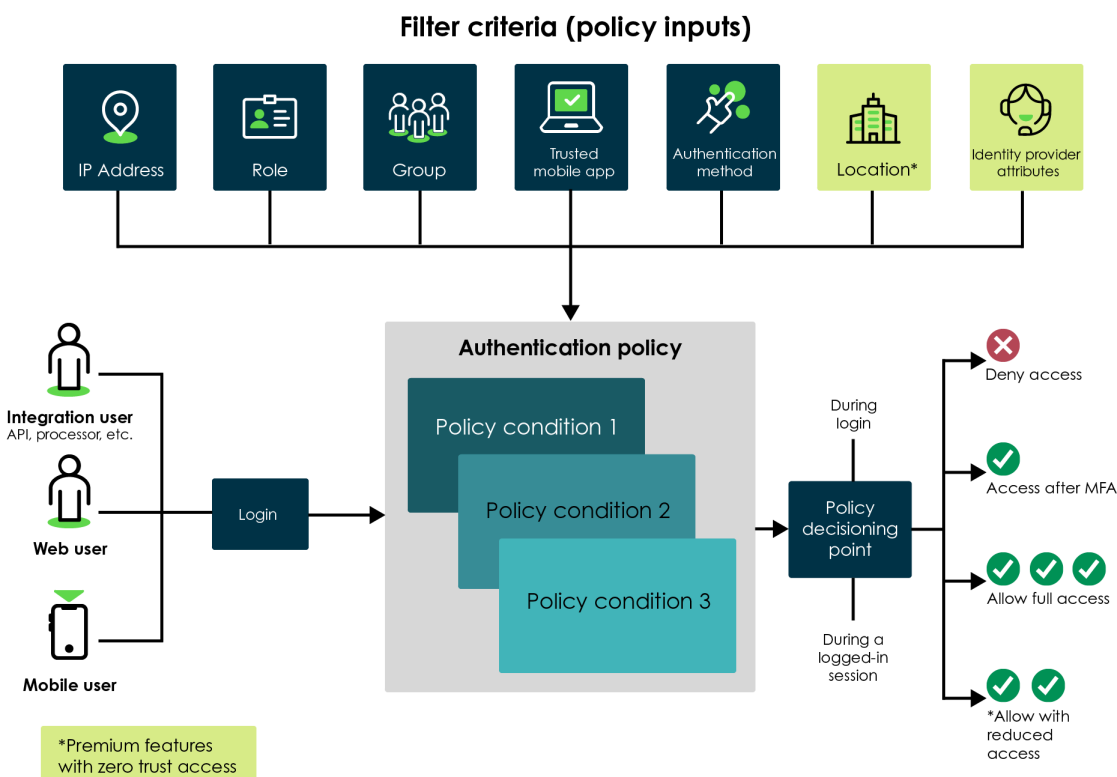 Filter criteria (policy inputs)
IP Address
Role
Group
Trusted
mobile app
Authentication
method
Location*
Identity provider
attributes
Integration user
API, processor, etc.
Web user
Mobile user
Login
Authentication policy
Policy condition 1
Policy condition 2
Policy condition 3
During
login
Policy
decisioning
point
During a
logged-in
session
Deny access
Access after MFA
Allow full access
*Allow with
reduced
access
*Premium features
with zero trust access